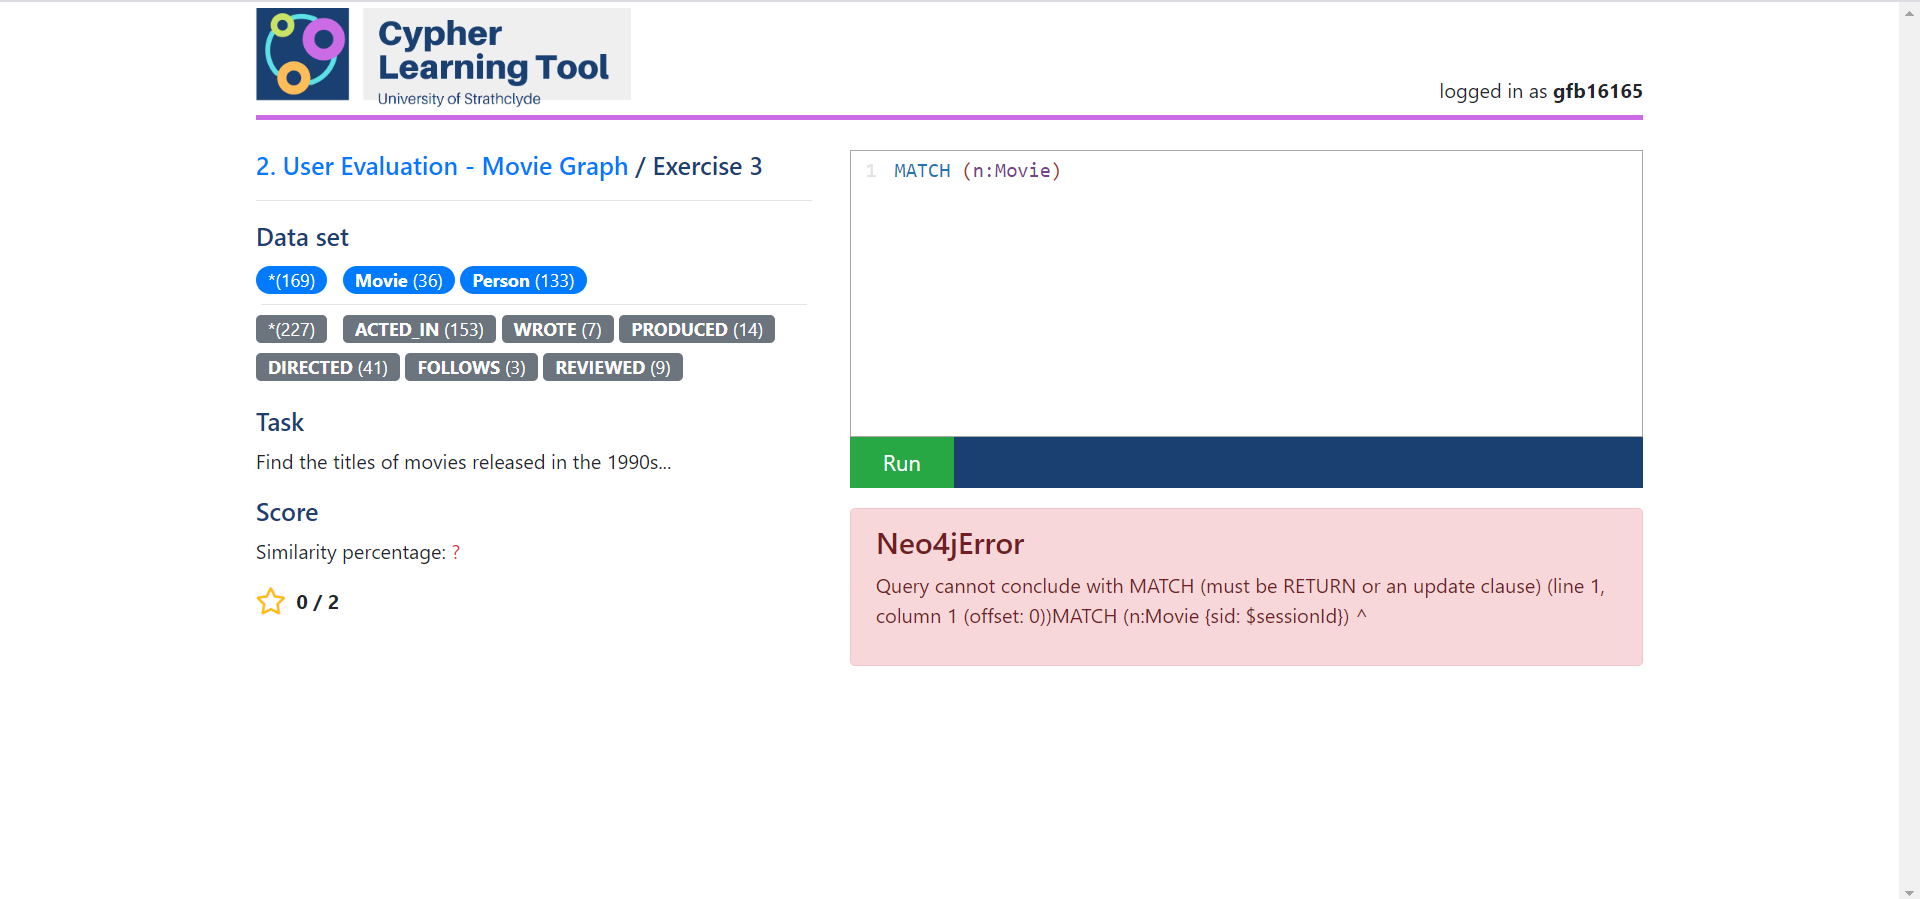 Cypher
Learning Tool
University of Strathclyde
logged in as gfb16165
2. User Evaluation - Movie Graph / Exercise 3
Data set
*(169) Movie (36) Person (133)
*(227) ACTED_IN (153) WROTE (7) PRODUCED (14)
DIRECTED (41) FOLLOWS (3) REVIEWED (9)
Task
Find the titles of movies released in the 1990s...
Score
Similarity percentage: ?
0 / 2
1 MATCH (n:Movie)
Run
Neo4jError
Query cannot conclude with MATCH (must be RETURN or an update clause) (line 1,
column 1 (offset: 0))MATCH (n:Movie {sid: $sessionId}) ^